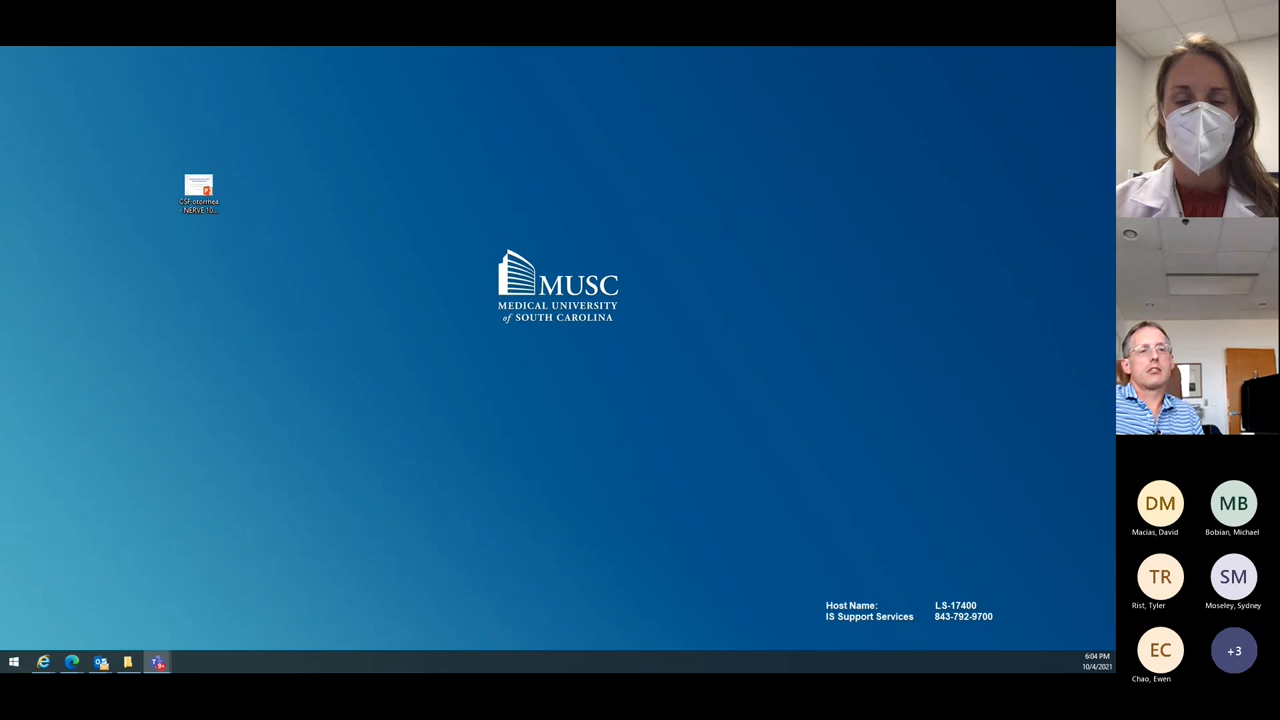 CSF otorrhea
- NERVE 10...
MUSC
MEDICAL UNIVERSITY
of SOUTH CAROLINA
Host Name: LS-17400
IS Support Services 843-792-9700
6:04 PM
10/4/2021
DM
MB
Macias, David
Bobian, Michael
TR
SM
Rist, Tyler
Moseley, Sydney
EC
+3
Chao, Ewen